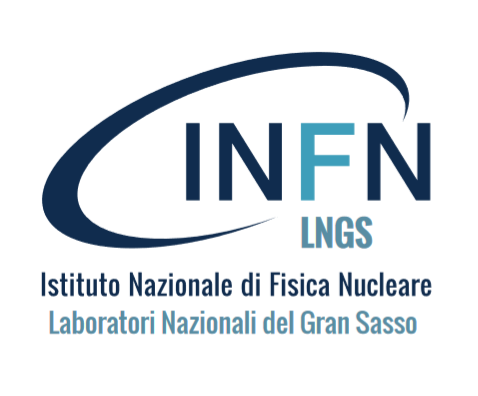 INFN
LNGS
Istituto Nazionale di Fisica Nucleare
Laboratori Nazionali del Gran Sasso